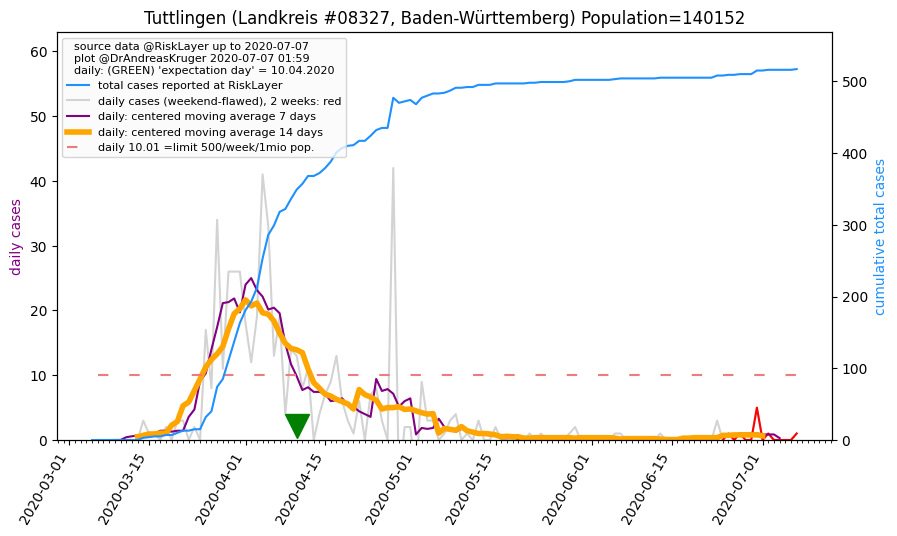 Tuttlingen (Landkreis #08327, Baden-Württemberg) Population=140152
source data @RiskLayer up to 2020-07-07
plot @DrAndreasKruger 2020-07-07 01:59
daily: (GREEN) 'expectation day' = 10.04.2020
total cases reported at RiskLayer
daily cases (weekend-flawed), 2 weeks: red
daily: centered moving average 7 days
daily: centered moving average 14 days
daily 10.01 =limit 500/week/1mio pop.
daily cases
60
50
40
30
20
10
0
cumulative total cases
500
400
300
200
100
0
2020-03-01
2020-03-15
2020-04-01
2020-04-15
2020-05-01
2020-05-15
2020-06-01
2020-06-15
2020-07-01